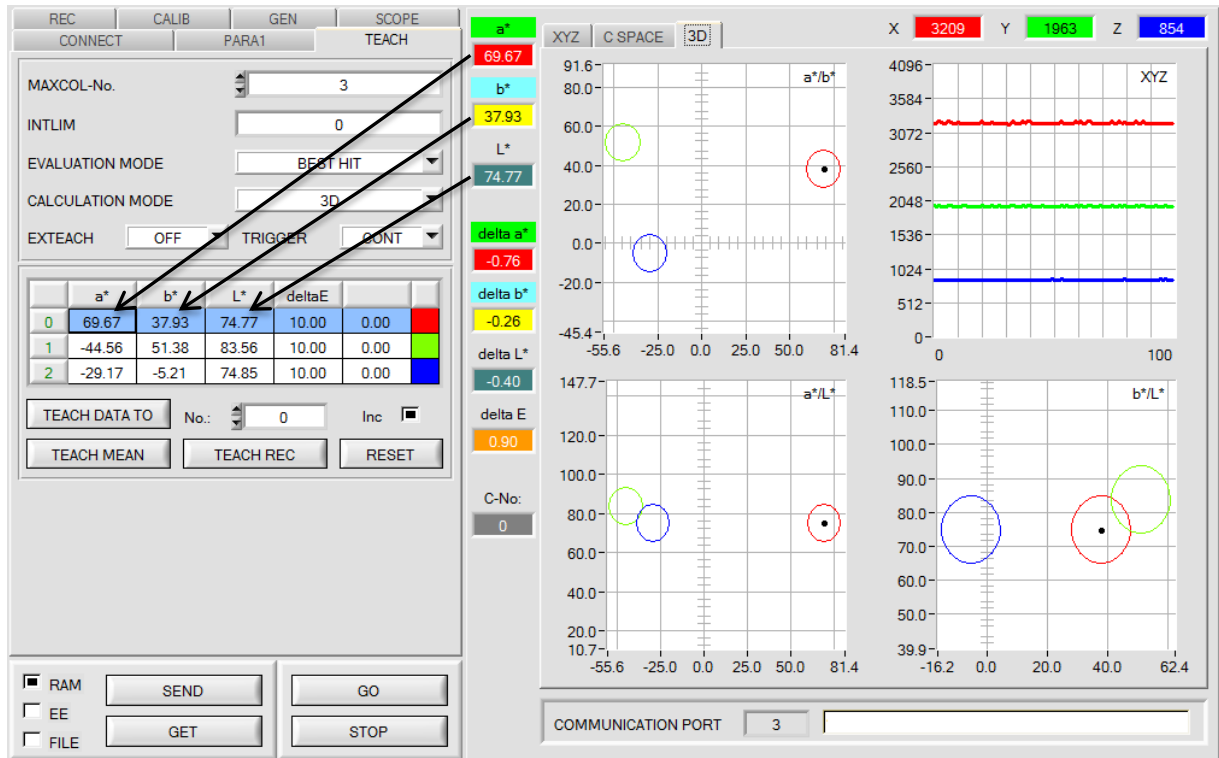 REC CALIB GEN SCOPE
CONNECT PARA1 TEACH
MAXCOL-No. 3
INTLIM 0
EVALUATION MODE BEST HIT
CALCULATION MODE 3D
EXTEACH OFF TRIGGER CONT
a* b* L* deltaE
0 69.67 37.93 74.77 10.00 0.00
1 -44.56 51.38 83.56 10.00 0.00
2 -29.17 -5.21 74.85 10.00 0.00
TEACH DATA TO No.: 0 Inc
TEACH MEAN TEACH REC RESET
RAM SEND GO
EE
GET STOP
FILE
a*
69.67
b*
37.93
L*
74.77
delta a*
-0.76
delta b*
-0.26
delta L*
-0.40
delta E
0.90
C-No:
0
XYZ C SPACE 3D
X 3209 Y 1963 Z 854
a*/b*
91.6
80.0
60.0
40.0
20.0
0.0
-20.0
-45.4
-55.6 -25.0 0.0 25.0 50.0 81.4
XYZ
4096
3584
3072
2560
2048
1536
1024
512
0
0 100
a*/L*
147.7
120.0
100.0
80.0
60.0
40.0
20.0
10.7
-55.6 -25.0 0.0 25.0 50.0 81.4
b*/L*
118.5
110.0
100.0
90.0
80.0
70.0
60.0
50.0
39.9
-16.2 0.0 20.0 40.0 62.4
COMMUNICATION PORT 3